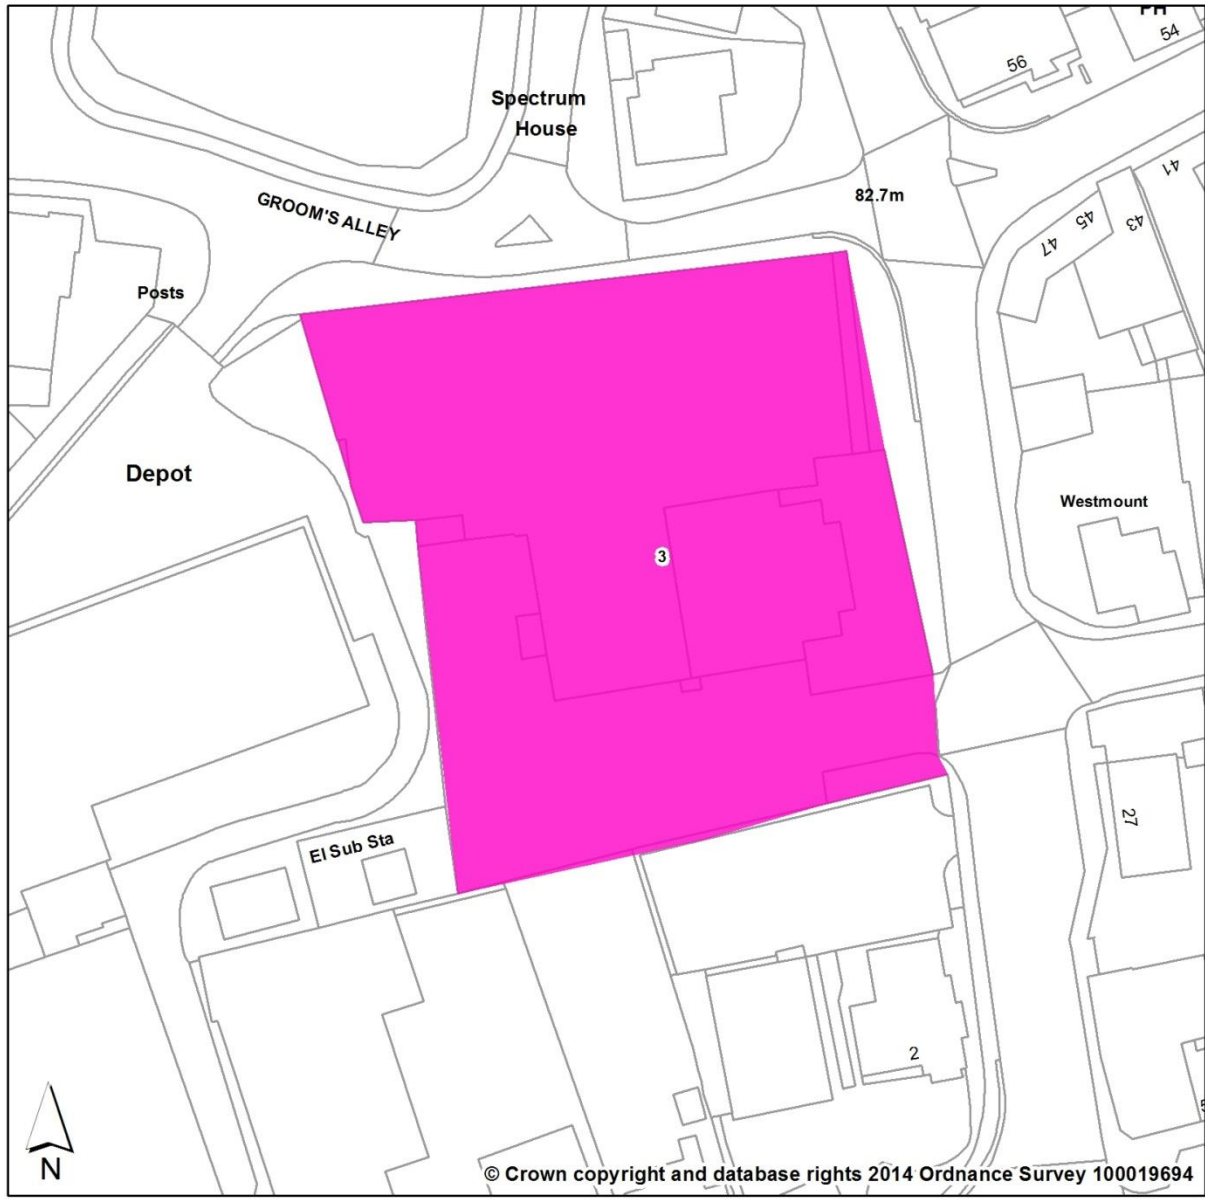 PH
54
56
Spectrum
House
41
82.7m
GROOM'S ALLEY
45
43
47
Posts
Depot
Westmount
3
27
El Sub Sta
2
N
© Crown copyright and database rights 2014 Ordnance Survey 100019694